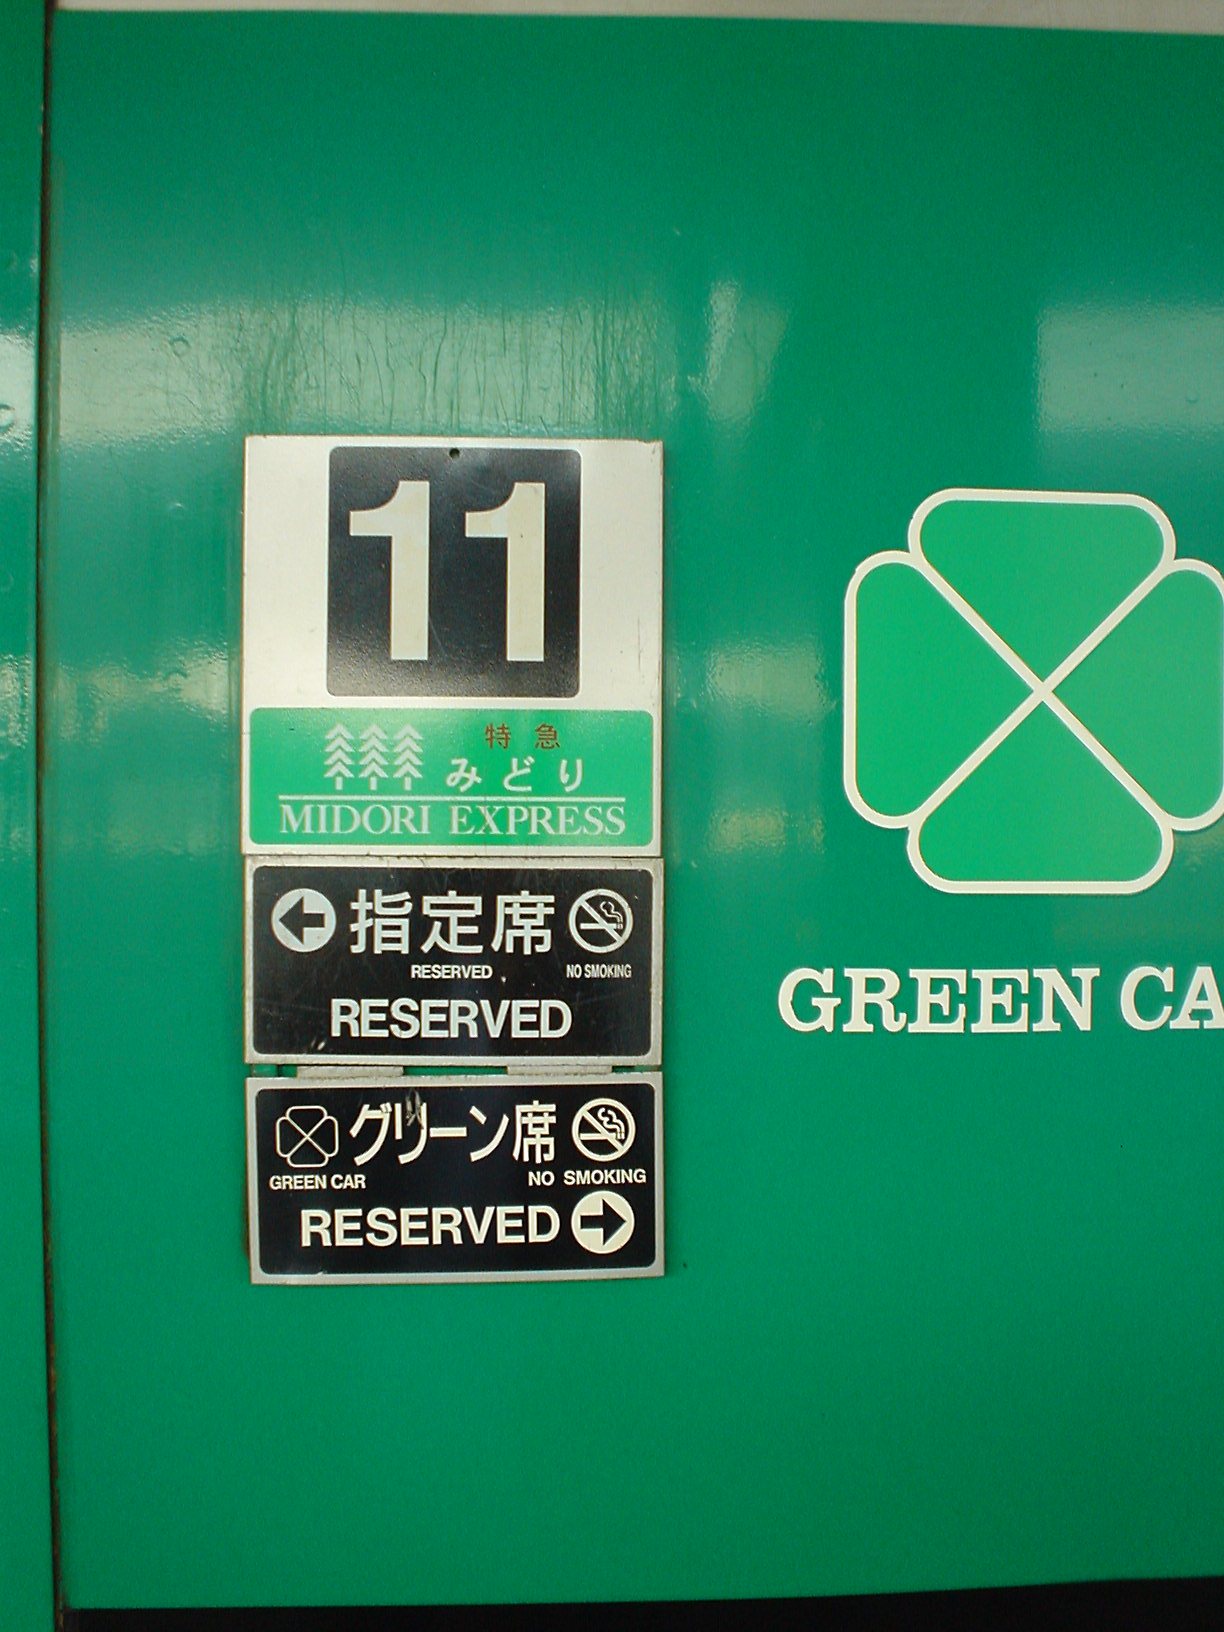 11
特急
みどり
MIDORI EXPRESS
指定席
RESERVED NO SMOKING
RESERVED
グリーン席
GREEN CAR NO SMOKING
RESERVED
GREEN CA